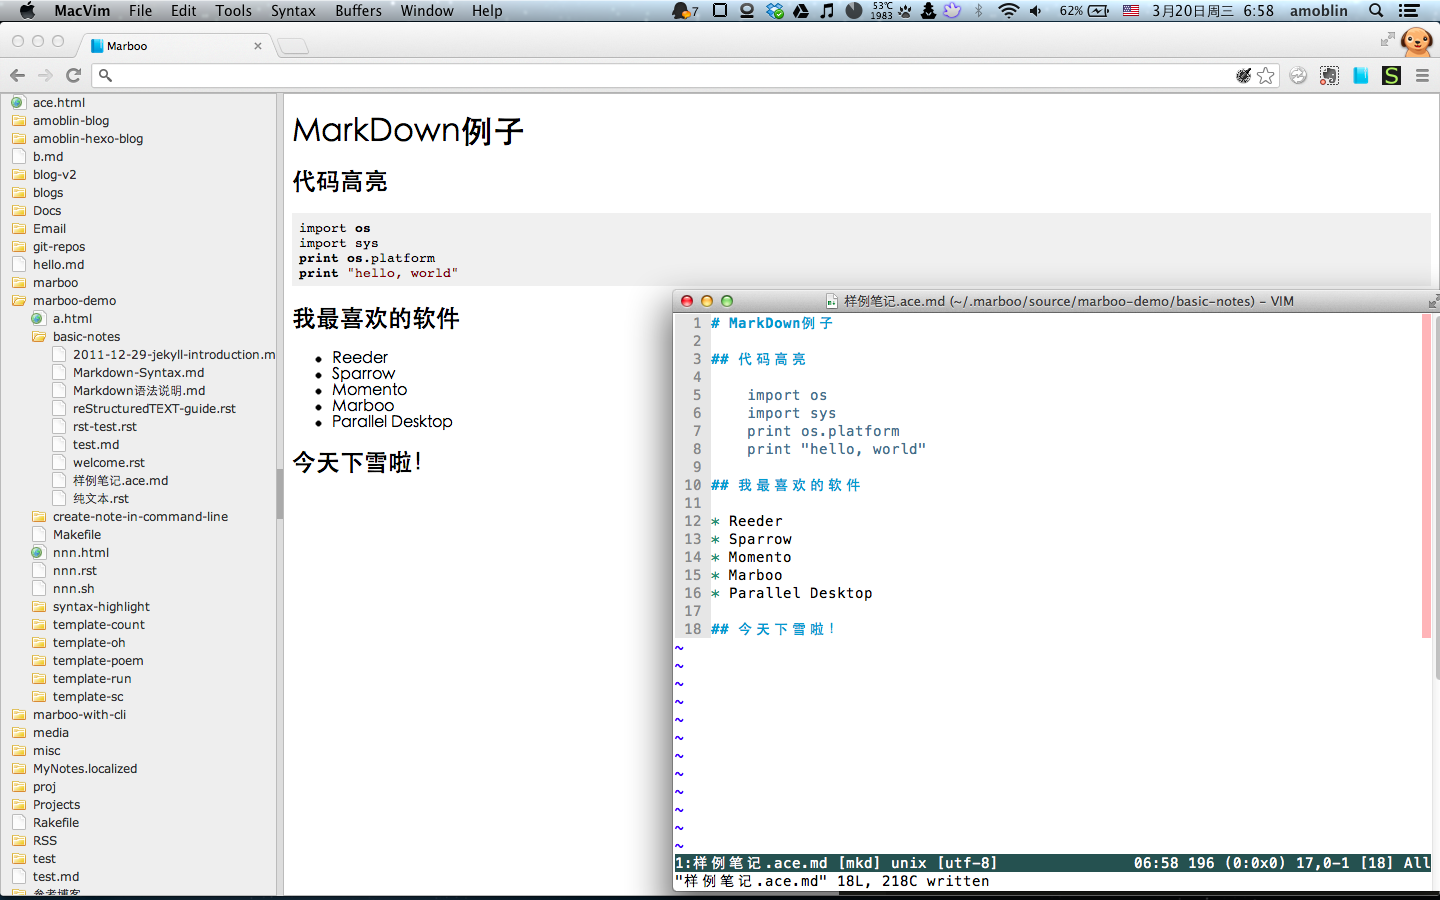 MacVim File Edit Tools Syntax Buffers Window Help 7 53℃ 1983 62% 3月20日周三 6:58 amoblin
Marboo
ace.html
amoblin-blog
amoblin-hexo-blog
b.md
blog-v2
blogs
Docs
Email
git-repos
hello.md
marboo
marboo-demo
a.html
basic-notes
2011-12-29-jekyll-introduction.m
Markdown-Syntax.md
Markdown语法说明.md
reStructuredTEXT-guide.rst
rst-test.rst
test.md
welcome.rst
样例笔记.ace.md
纯文本.rst
create-note-in-command-line
Makefile
nnn.html
nnn.rst
nnn.sh
syntax-highlight
template-count
template-oh
template-poem
template-run
template-sc
marboo-with-cli
media
misc
MyNotes.localized
proj
Projects
Rakefile
RSS
test
test.md
参考博客
MarkDown例子
代码高亮
import os
import sys
print os.platform
print "hello, world"
我最喜欢的软件
Reeder
Sparrow
Momento
Marboo
Parallel Desktop
今天下雪啦！
样例笔记.ace.md (~/.marboo/source/marboo-demo/basic-notes) – VIM
1 # MarkDown例子
2
3 ## 代码高亮
4
5 import os
6 import sys
7 print os.platform
8 print "hello, world"
9
10 ## 我最喜欢的软件
11
12 * Reeder
13 * Sparrow
14 * Momento
15 * Marboo
16 * Parallel Desktop
17
18 ## 今天下雪啦！
~
~
~
~
~
~
~
~
~
~
~
~
1:样例笔记.ace.md [mkd] unix [utf-8] 06:58 196 (0:0x0) 17,0-1 [18] All
"样例笔记.ace.md" 18L, 218C written